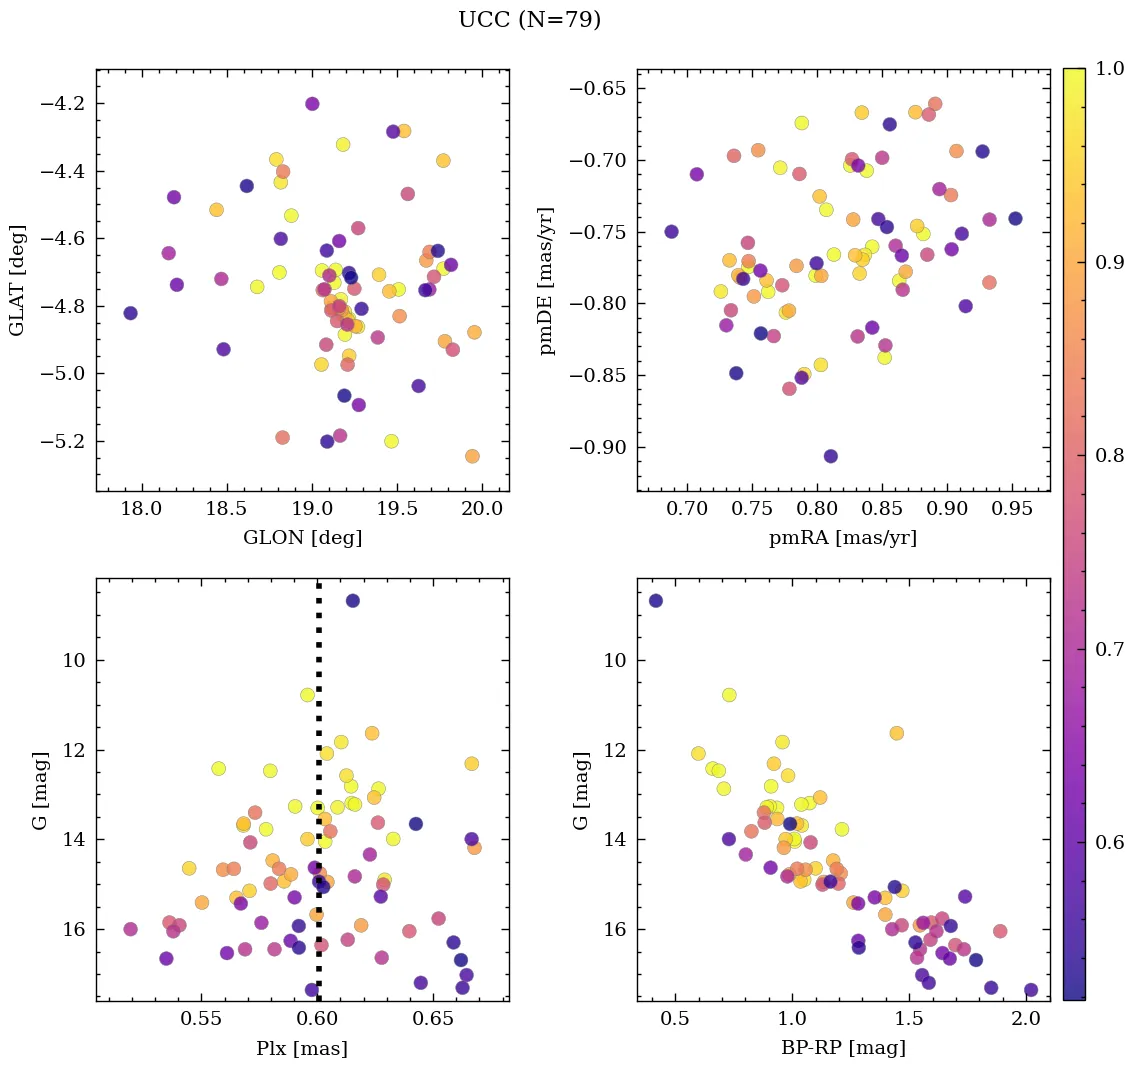 UCC (N=79)
−4.2
−4.4
−4.6
−4.8
−5.0
−5.2
GLAT [deg]
18.0 18.5 19.0 19.5 20.0
GLON [deg]
−0.65
−0.70
−0.75
−0.80
−0.85
−0.90
pmDE [mas/yr]
0.70 0.75 0.80 0.85 0.90 0.95
pmRA [mas/yr]
10
12
14
16
G [mag]
0.55 0.60 0.65
Plx [mas]
10
12
14
16
G [mag]
0.5 1.0 1.5 2.0
BP-RP [mag]
1.0
0.9
0.8
0.7
0.6